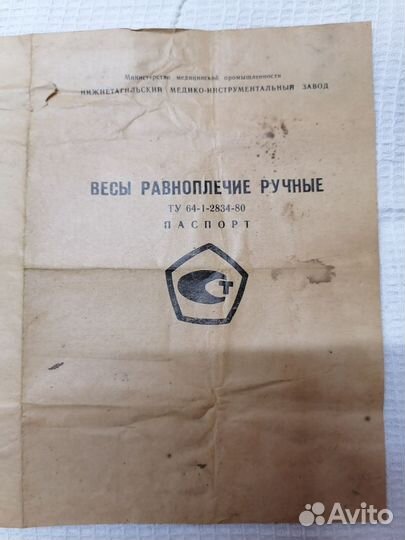 Министерство медицинской промышленности
НИЖНЕТАГИЛЬСКИЙ МЕДИКО-ИНСТРУМЕНТАЛЬНЫЙ ЗАВОД
ВЕСЫ РАВНОПЛЕЧИЕ РУЧНЫЕ
ТУ 64-1-2834-80
ПАСПОРТ
Т
Avito